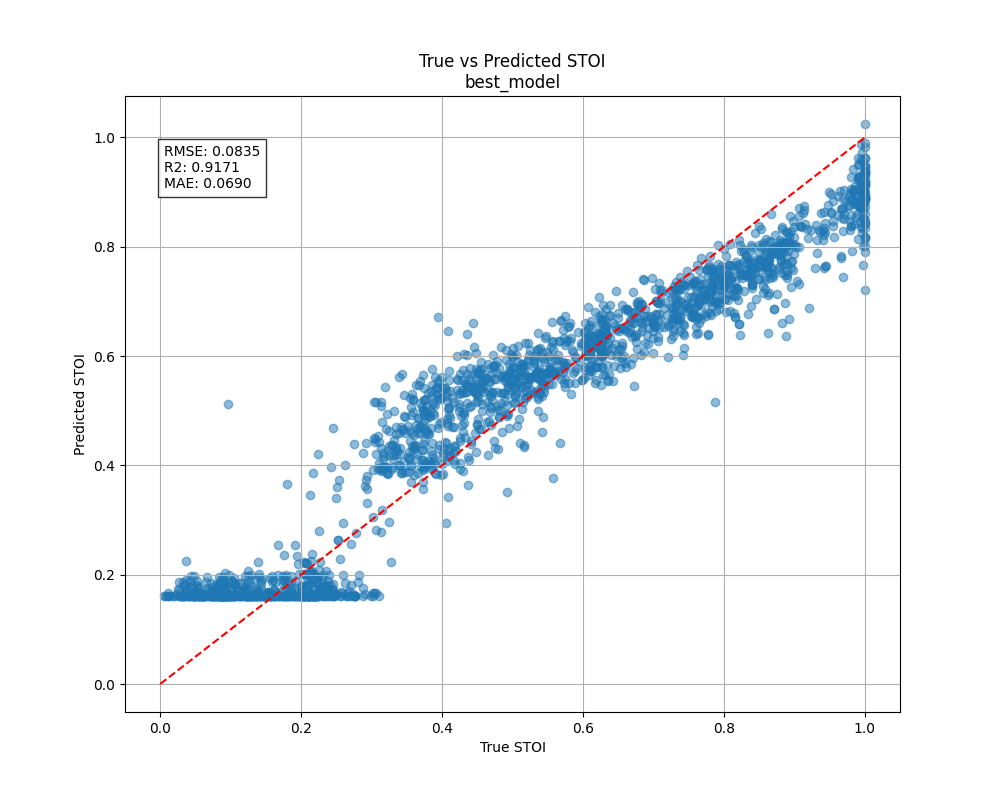 True vs Predicted STOI
best_model
RMSE: 0.0835
R2: 0.9171
MAE: 0.0690
Predicted STOI
1.0
0.8
0.6
0.4
0.2
0.0
0.0 0.2 0.4 0.6 0.8 1.0
True STOI